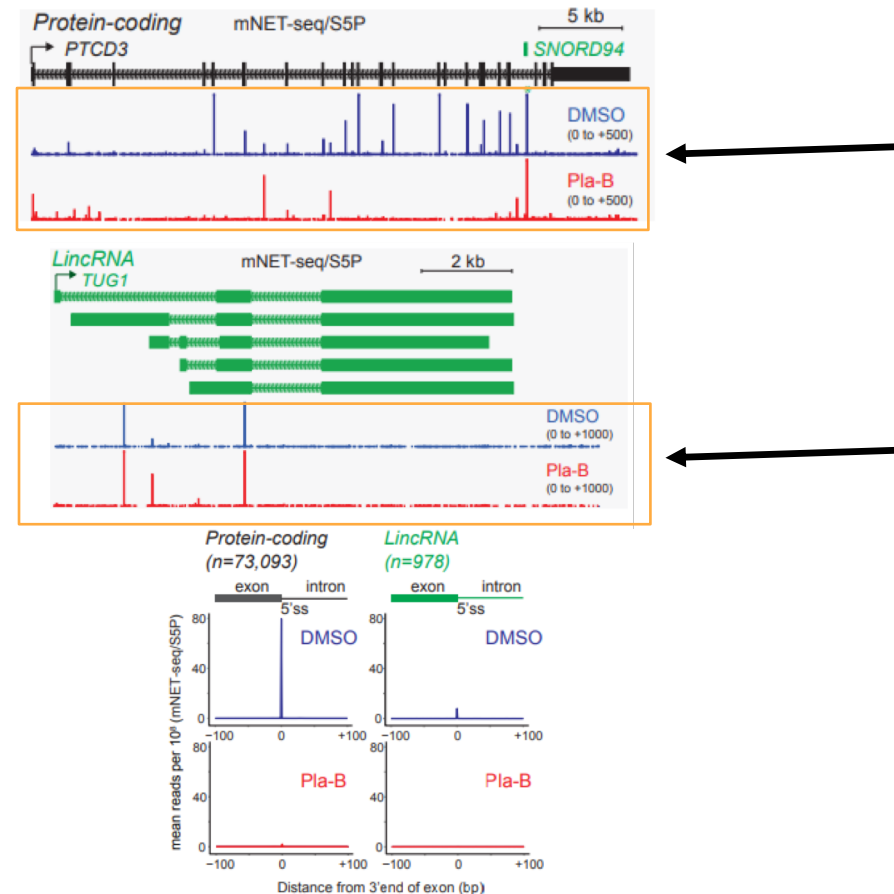 Protein-coding mNET-seq/S5P 5 kb
PTCD3 SNORD94
DMSO
(0 to +500)
Pla-B
(0 to +500)
LincRNA mNET-seq/S5P 2 kb
TUG1
DMSO
(0 to +1000)
Pla-B
(0 to +1000)
Protein-coding
(n=73,093)
LincRNA
(n=978)
exon intron
5'ss
exon intron
5'ss
mean reads per 10⁸ (mNET-seq/S5P)
80
40
0
DMSO
−100 0 +100
80
40
0
DMSO
−100 0 +100
80
40
0
Pla-B
−100 0 +100
80
40
0
Pla-B
−100 0 +100
Distance from 3'end of exon (bp)